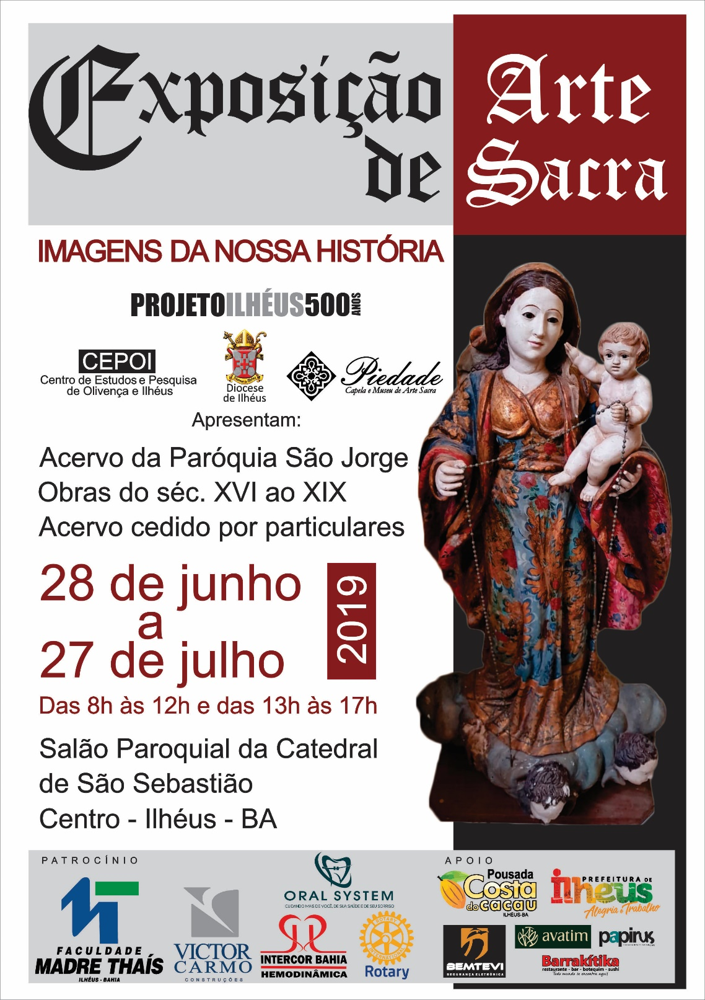 Exposição
de
Arte
Sacra
IMAGENS DA NOSSA HISTÓRIA
PROJETOILHÉUS500ANOS
CEPOI
Centro de Estudos e Pesquisa
de Olivença e Ilhéus
Diocese
de Ilhéus
Piedade
Capela e Museu de Arte Sacra
Apresentam:
Acervo da Paróquia São Jorge
Obras do séc. XVI ao XIX
Acervo cedido por particulares
28 de junho
a
27 de julho
2019
Das 8h às 12h e das 13h às 17h
Salão Paroquial da Catedral
de São Sebastião
Centro - Ilhéus - BA
PATROCÍNIO
FACULDADE
MADRE THAÍS
ILHÉUS - BAHIA
VICTOR
CARMO
CONSTRUÇÕES
ORAL SYSTEM
CUIDANDO MAIS DE VOCÊ, DE SUA SAÚDE E DE SEU SORRISO
INTERCOR BAHIA
HEMODINÂMICA
ROTARY
INTERNATIONAL
Rotary
APOIO
Pousada
Costa
do cacau
ILHÉUS-BA
PREFEITURA DE
ilhéus
Alegria e Trabalho
BEMTEVI
SEGURANÇA ELETRÔNICA
avatim
papirus
Barrakítika
restaurante - bar - botequim - sushi
Todo mundo se encontra aqui!